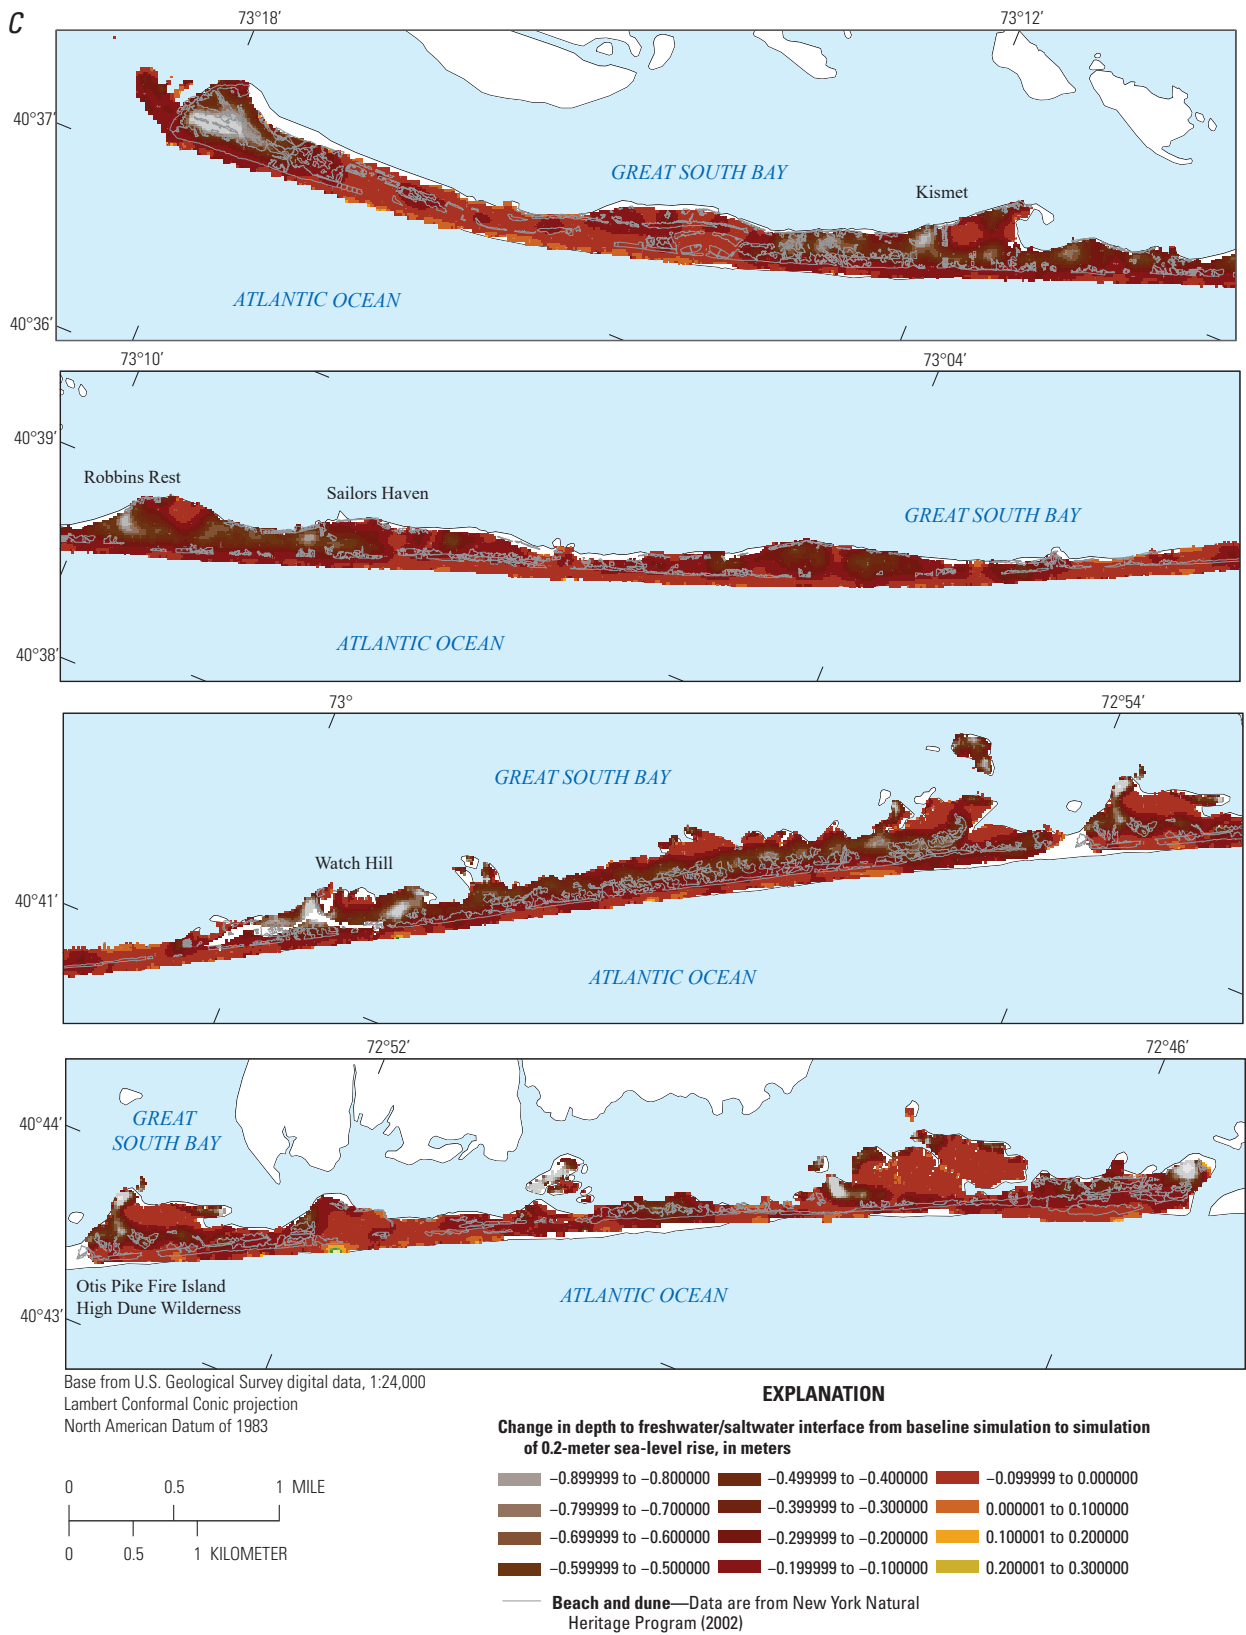 C
73°18′
73°12′
40°37′
GREAT SOUTH BAY
Kismet
ATLANTIC OCEAN
40°36′
73°10′
73°04′
40°39′
Robbins Rest
Sailors Haven
GREAT SOUTH BAY
ATLANTIC OCEAN
40°38′
73°
72°54′
GREAT SOUTH BAY
Watch Hill
40°41′
ATLANTIC OCEAN
72°52′
72°46′
40°44′
GREAT
SOUTH BAY
Otis Pike Fire Island
High Dune Wilderness
ATLANTIC OCEAN
40°43′
Base from U.S. Geological Survey digital data, 1:24,000
Lambert Conformal Conic projection
North American Datum of 1983
0 0.5 1 MILE
0 0.5 1 KILOMETER
EXPLANATION
Change in depth to freshwater/saltwater interface from baseline simulation to simulation
of 0.2-meter sea-level rise, in meters
−0.899999 to −0.800000 −0.499999 to −0.400000 −0.099999 to 0.000000
−0.799999 to −0.700000 −0.399999 to −0.300000 0.000001 to 0.100000
−0.699999 to −0.600000 −0.299999 to −0.200000 0.100001 to 0.200000
−0.599999 to −0.500000 −0.199999 to −0.100000 0.200001 to 0.300000
Beach and dune—Data are from New York Natural
Heritage Program (2002)